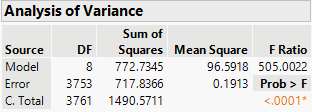 Analysis of Variance
Sum of
Source DF Squares Mean Square F Ratio
Model 8 772.7345 96.5918 505.0022
Error 3753 717.8366 0.1913 Prob > F
C. Total 3761 1490.5711 <.0001*